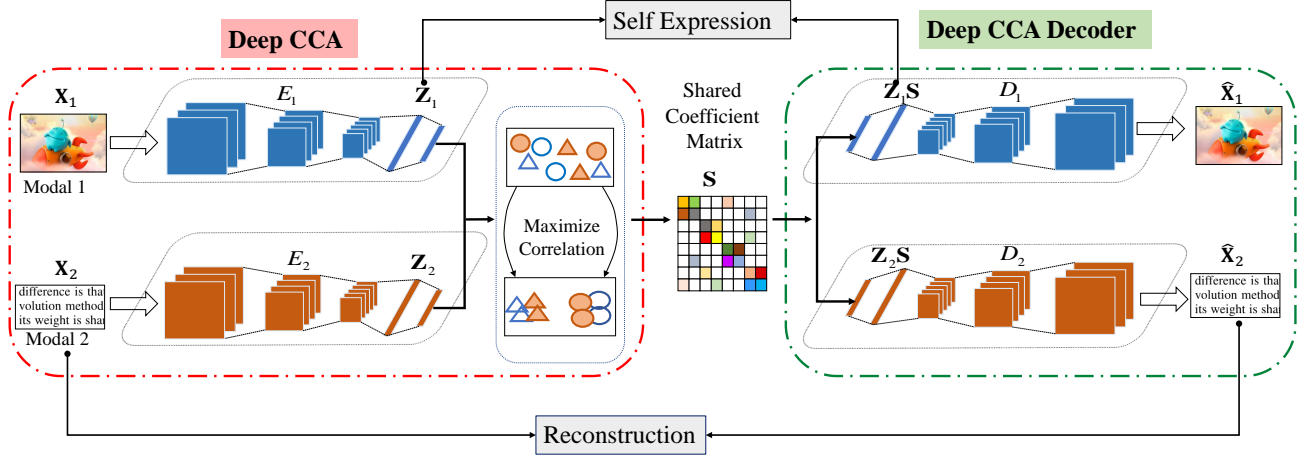 Self Expression
Deep CCA
Deep CCA Decoder
X₁
E₁
Z₁
Modal 1
Shared
Coefficient
Matrix
S
Z₁S
D₁
X̂₁
Maximize
Correlation
X₂
E₂
Z₂
difference is tha
volution method
its weight is shar
Modal 2
Z₂S
D₂
X̂₂
difference is tha
volution method
its weight is shar
Reconstruction